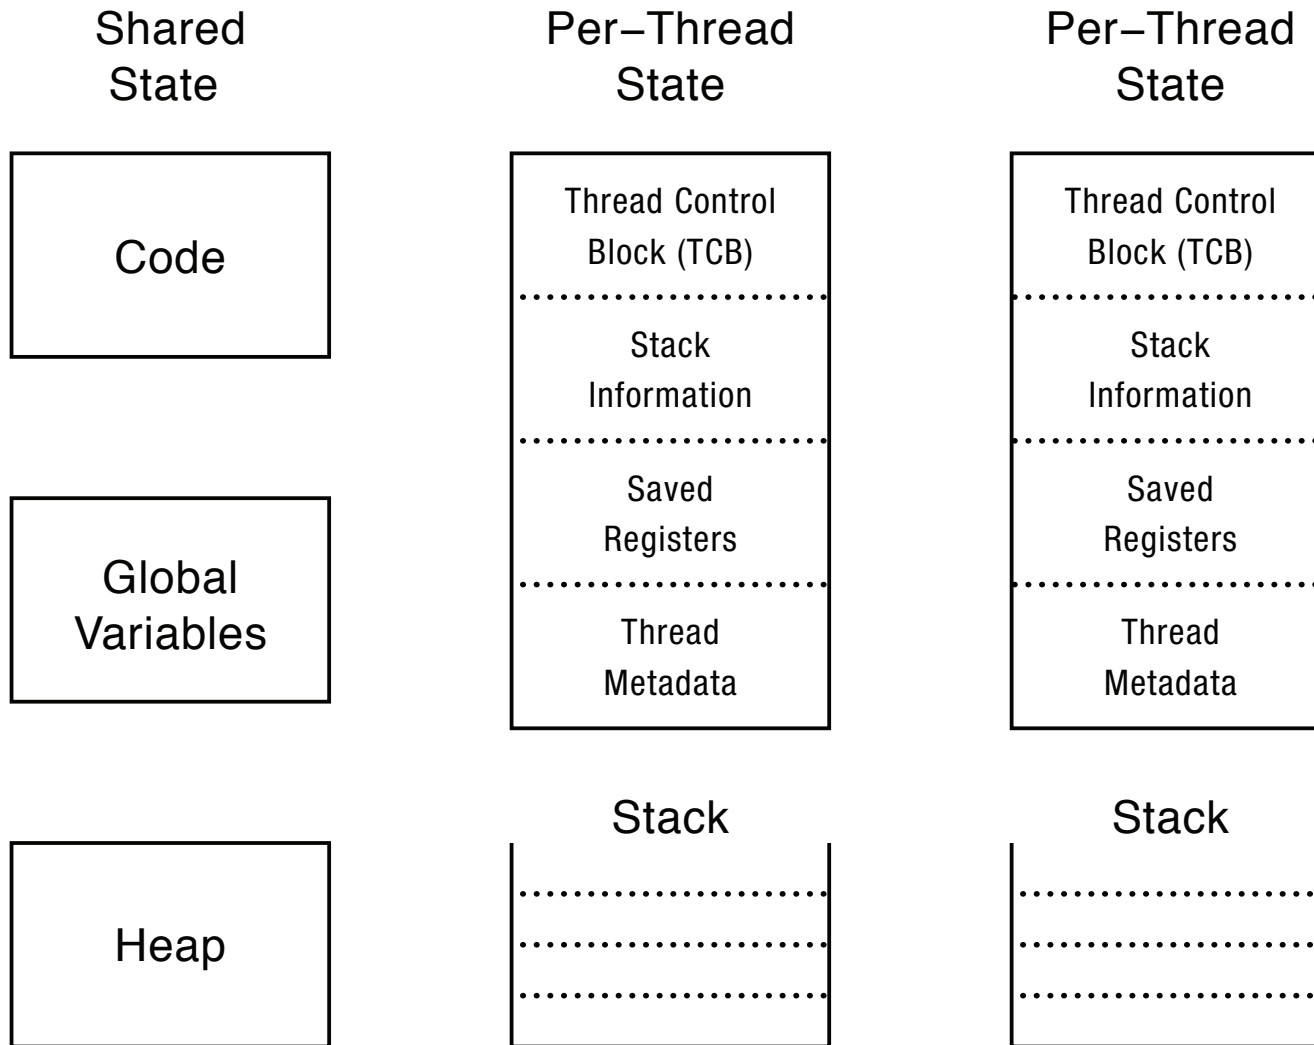 Shared
State
Code
Global
Variables
Heap
Per–Thread
State
Thread Control
Block (TCB)
Stack
Information
Saved
Registers
Thread
Metadata
Stack
Per–Thread
State
Thread Control
Block (TCB)
Stack
Information
Saved
Registers
Thread
Metadata
Stack